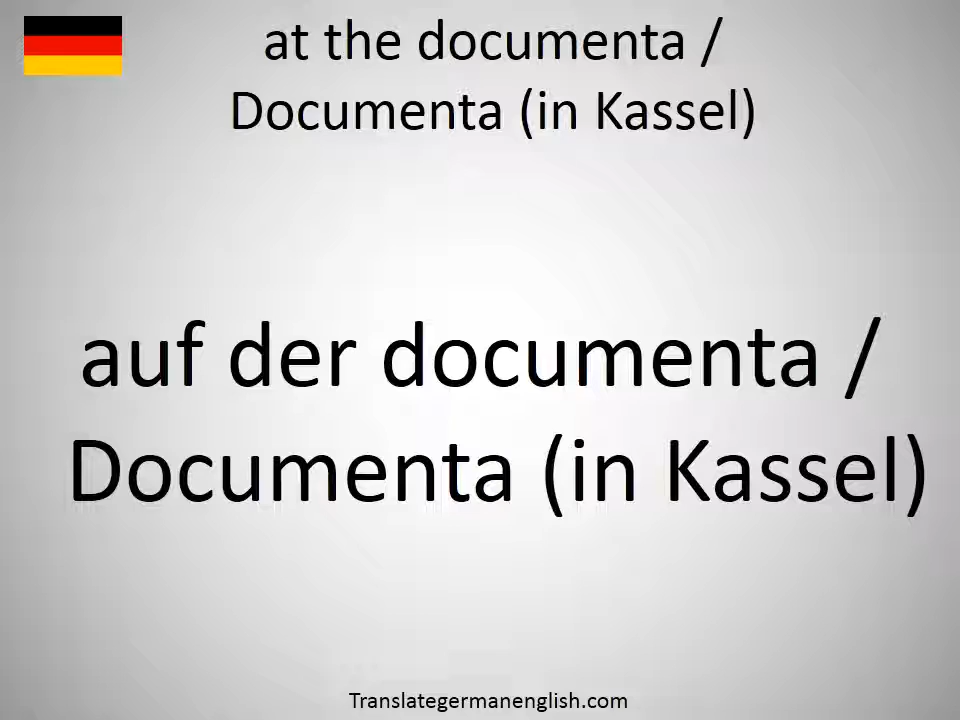 at the documenta /
Documenta (in Kassel)
auf der documenta /
Documenta (in Kassel)
Translategermanenglish.com